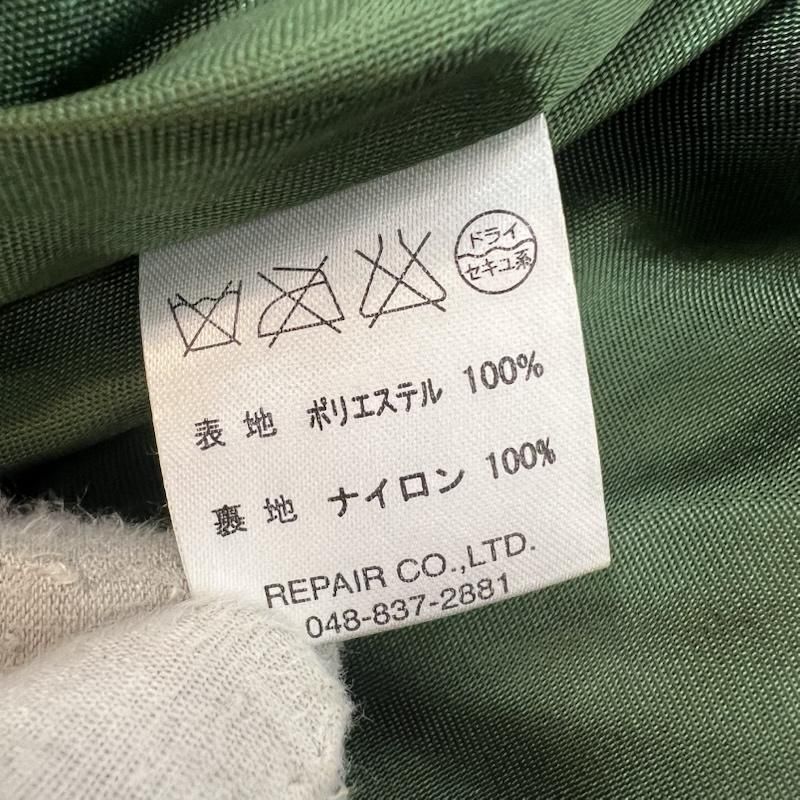 ドライ
セキユ系
表地 ポリエステル 100%
裏地 ナイロン 100%
REPAIR CO.,LTD.
048-837-2881